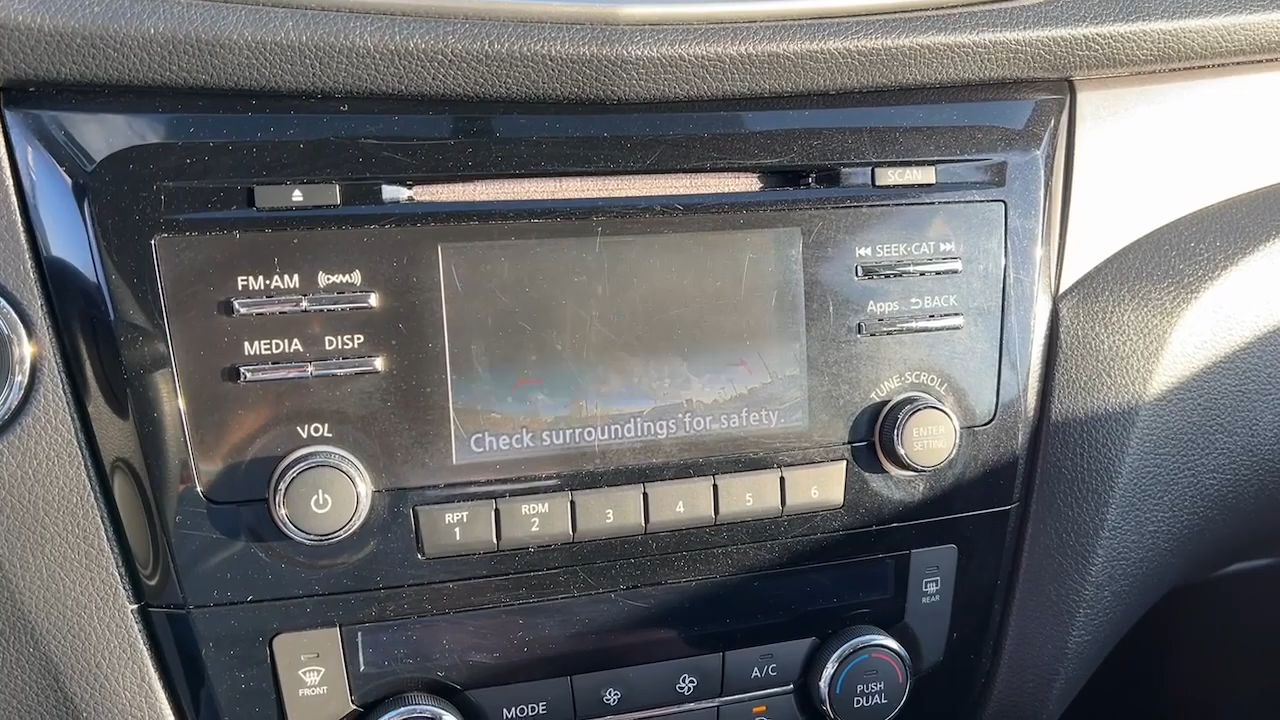 SCAN
SEEK·CAT
FM·AM ((XM))
Apps BACK
MEDIA DISP
TUNE·SCROLL
VOL
ENTER
SETTING
Check surroundings for safety.
RPT
1
RDM
2
3
4
5
6
REAR
FRONT
A/C
MODE
PUSH
DUAL